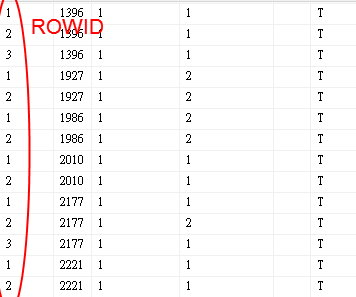 1 1396 1 1 T
ROWID
2 1396 1 1 T
3 1396 1 1 T
1 1927 1 2 T
2 1927 1 2 T
1 1986 1 2 T
2 1986 1 2 T
1 2010 1 1 T
2 2010 1 1 T
1 2177 1 1 T
2 2177 1 2 T
3 2177 1 1 T
1 2221 1 1 T
2 2221 1 1 T